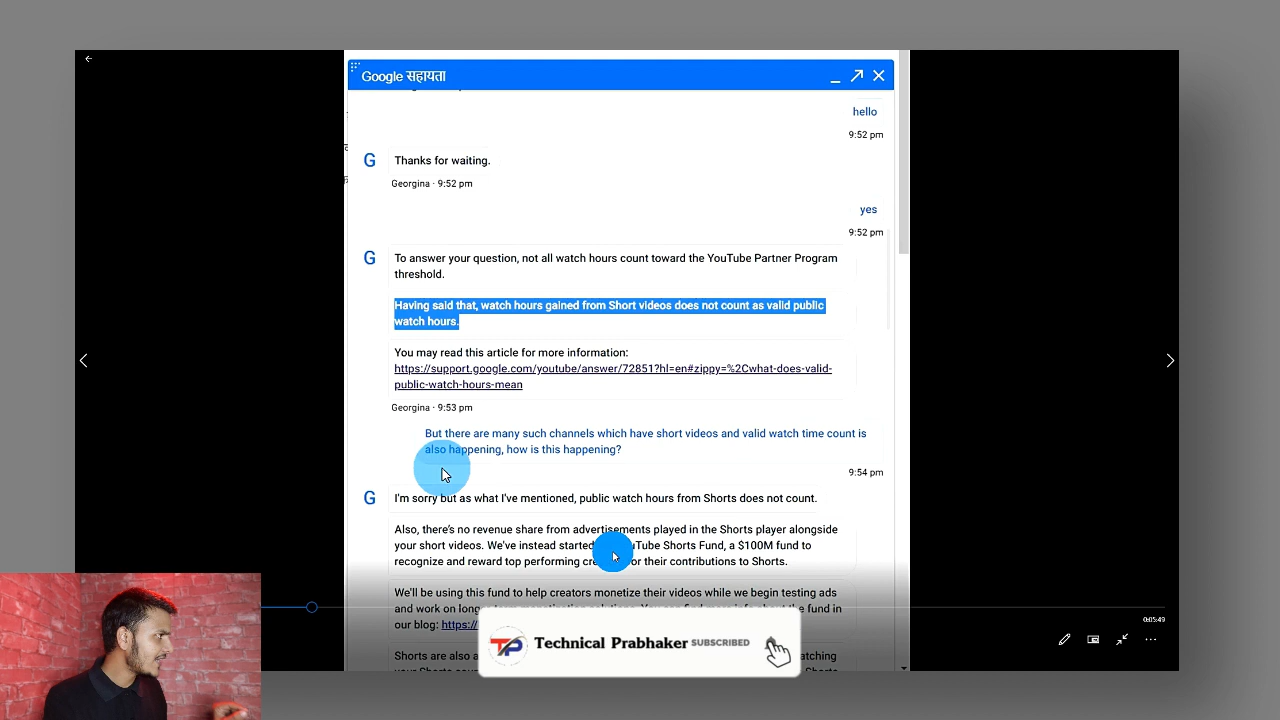 Google सहायता
hello
9:52 pm
G
Thanks for waiting.
Georgina · 9:52 pm
yes
9:52 pm
G
To answer your question, not all watch hours count toward the YouTube Partner Program
threshold.
Having said that, watch hours gained from Short videos does not count as valid public
watch hours.
You may read this article for more information:
https://support.google.com/youtube/answer/72851?hl=en#zippy=%2Cwhat-does-valid-
public-watch-hours-mean
Georgina · 9:53 pm
But there are many such channels which have short videos and valid watch time count is
also happening, how is this happening?
9:54 pm
G
I'm sorry but as what I've mentioned, public watch hours from Shorts does not count.
Also, there's no revenue share from advertisements played in the Shorts player alongside
your short videos. We've instead started Tube Shorts Fund, a $100M fund to
recognize and reward top performing for their contributions to Shorts.
We'll be using this fund to help creators monetize their videos while we begin testing ads
and work on the fund in
our blog: https:/
Shorts are also a atching
0:05:49
TP
Technical Prabhaker SUBSCRIBED